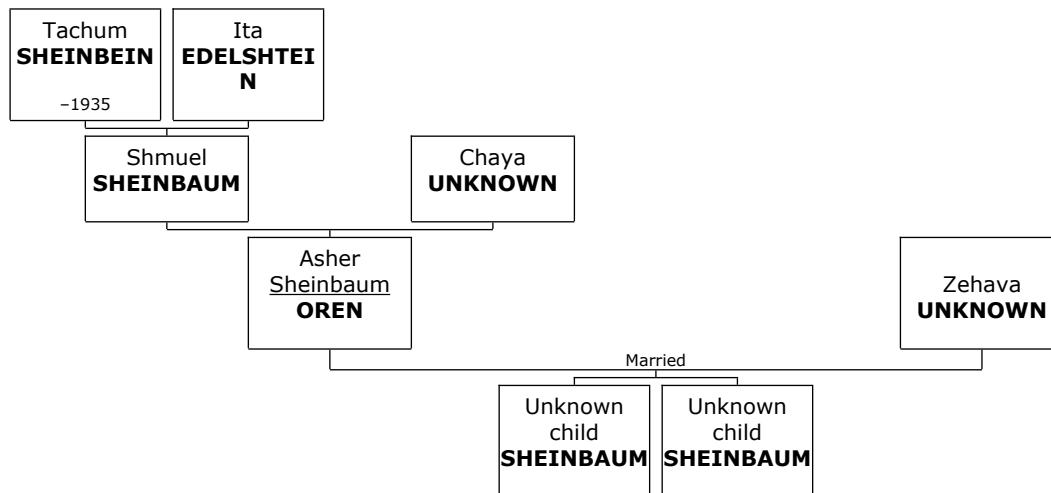 Tachum
SHEINBEIN
–1935
Ita
EDELSHTEI
N
Shmuel
SHEINBAUM
Chaya
UNKNOWN
Asher
Sheinbaum
OREN
Zehava
UNKNOWN
Married
Unknown
child
SHEINBAUM
Unknown
child
SHEINBAUM